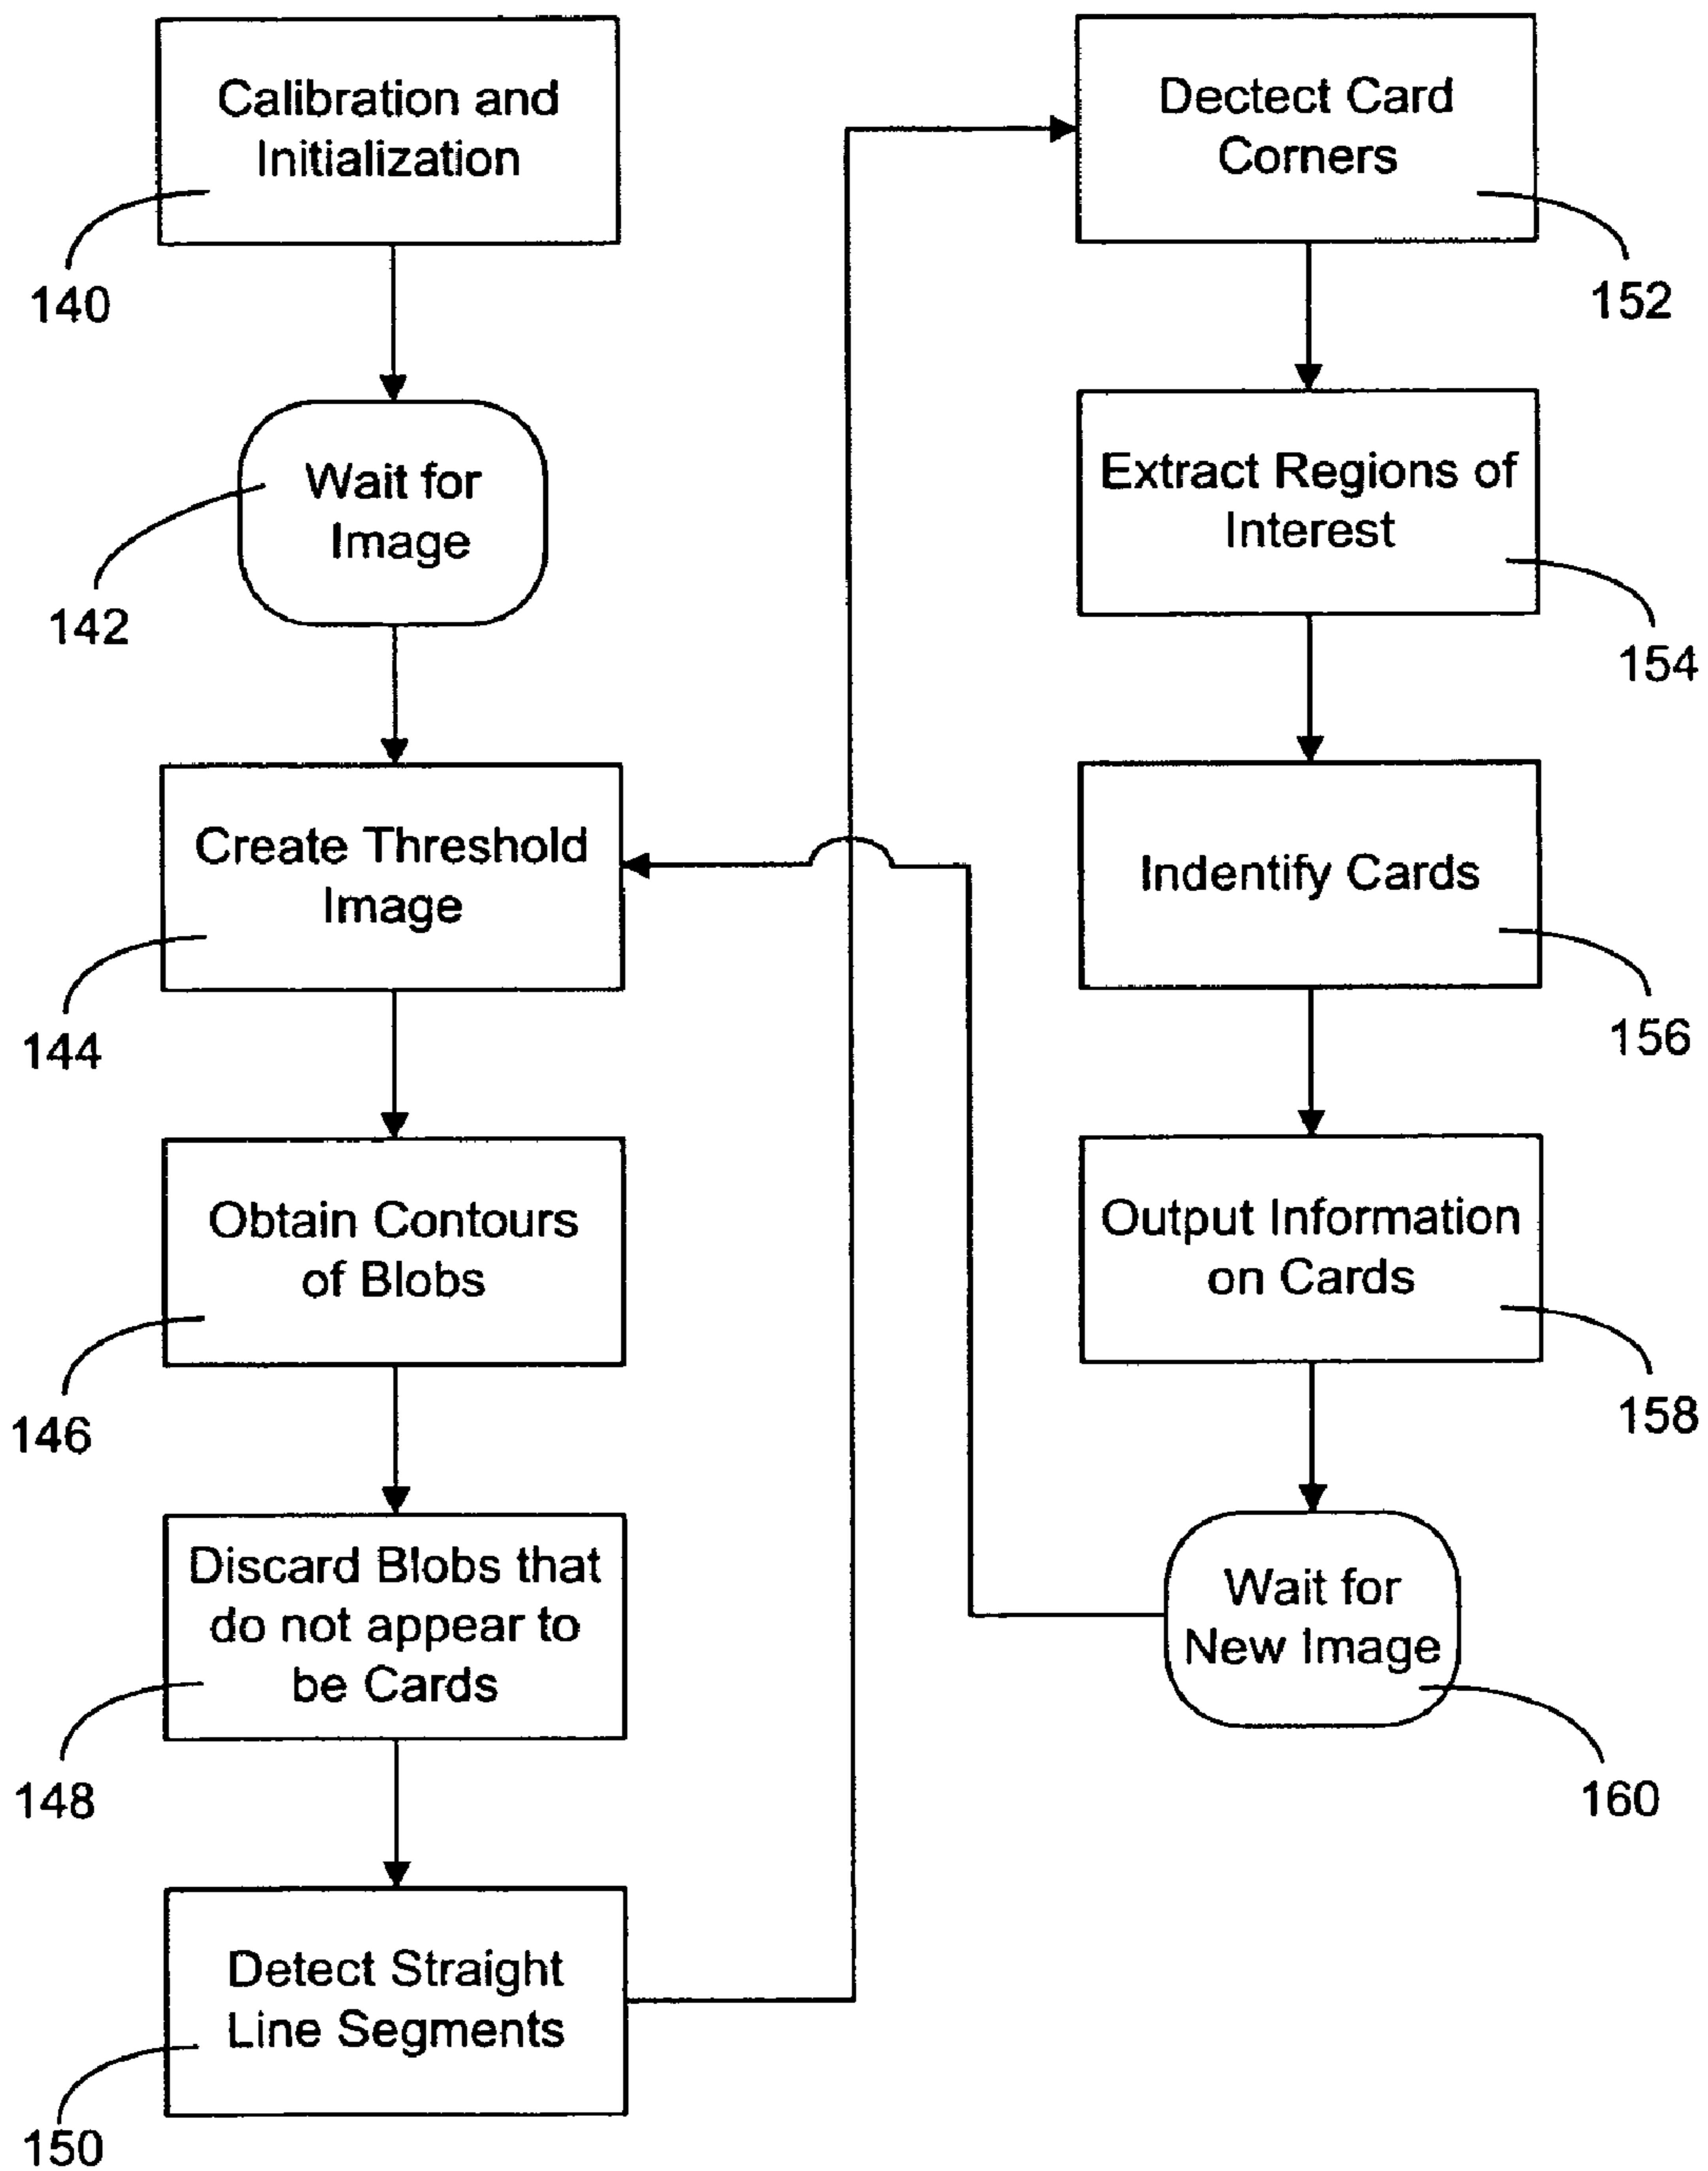 Calibration and
Initialization
140
Wait for
Image
142
Create Threshold
Image
144
Obtain Contours
of Blobs
146
Discard Blobs that
do not appear to
be Cards
148
Detect Straight
Line Segments
150
Dectect Card
Corners
152
Extract Regions of
Interest
154
Indentify Cards
156
Output Information
on Cards
158
Wait for
New Image
160